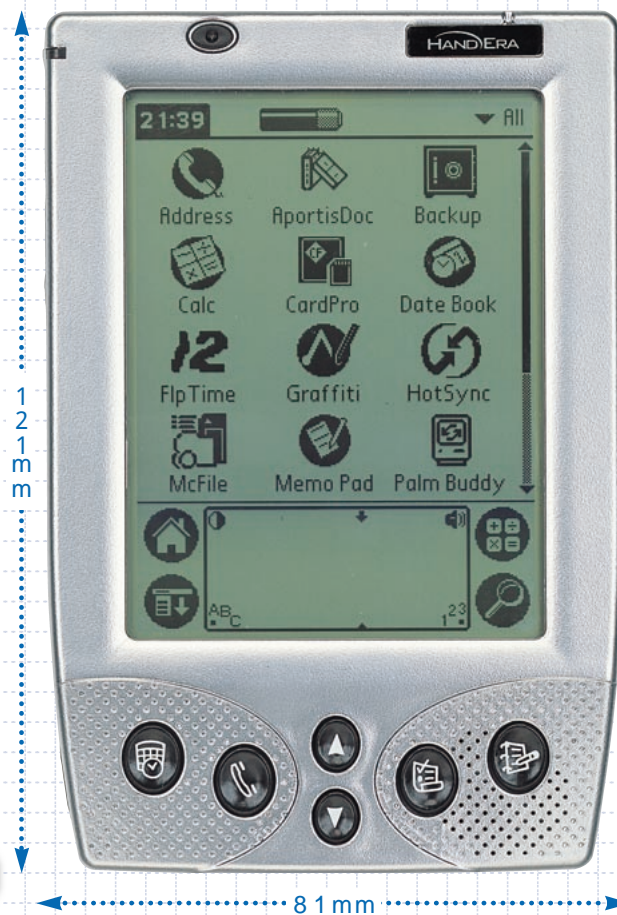 HANDERA
21:39
All
Address AportisDoc Backup
Calc CardPro Date Book
FlpTime Graffiti HotSync
McFile Memo Pad Palm Buddy
ABC
123
121mm
81mm